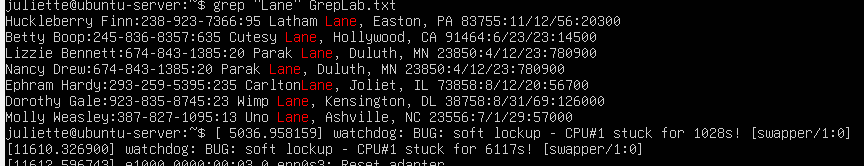 juliette@ubuntu-server:~$ grep "Lane" GrepLab.txt
Huckleberry Finn:238-923-7366:95 Latham Lane, Easton, PA 83755:11/12/56:20300
Betty Boop:245-836-8357:635 Cutesy Lane, Hollywood, CA 91464:6/23/23:14500
Lizzie Bennett:674-843-1385:20 Parak Lane, Duluth, MN 23850:4/12/23:780900
Nancy Drew:674-843-1385:20 Parak Lane, Duluth, MN 23850:4/12/23:780900
Ephram Hardy:293-259-5395:235 CarltonLane, Joliet, IL 73858:8/12/20:56700
Dorothy Gale:923-835-8745:23 Wimp Lane, Kensington, DL 38758:8/31/69:126000
Molly Weasley:387-827-1095:13 Uno Lane, Ashville, NC 23556:7/1/29:57000
juliette@ubuntu-server:~$ [ 5036.958159] watchdog: BUG: soft lockup - CPU#1 stuck for 1028s! [swapper/1:0]
[11610.326900] watchdog: BUG: soft lockup - CPU#1 stuck for 6117s! [swapper/1:0]
[11612.596743] e1000 0000:00:03.0 enp0s3: Reset adapter